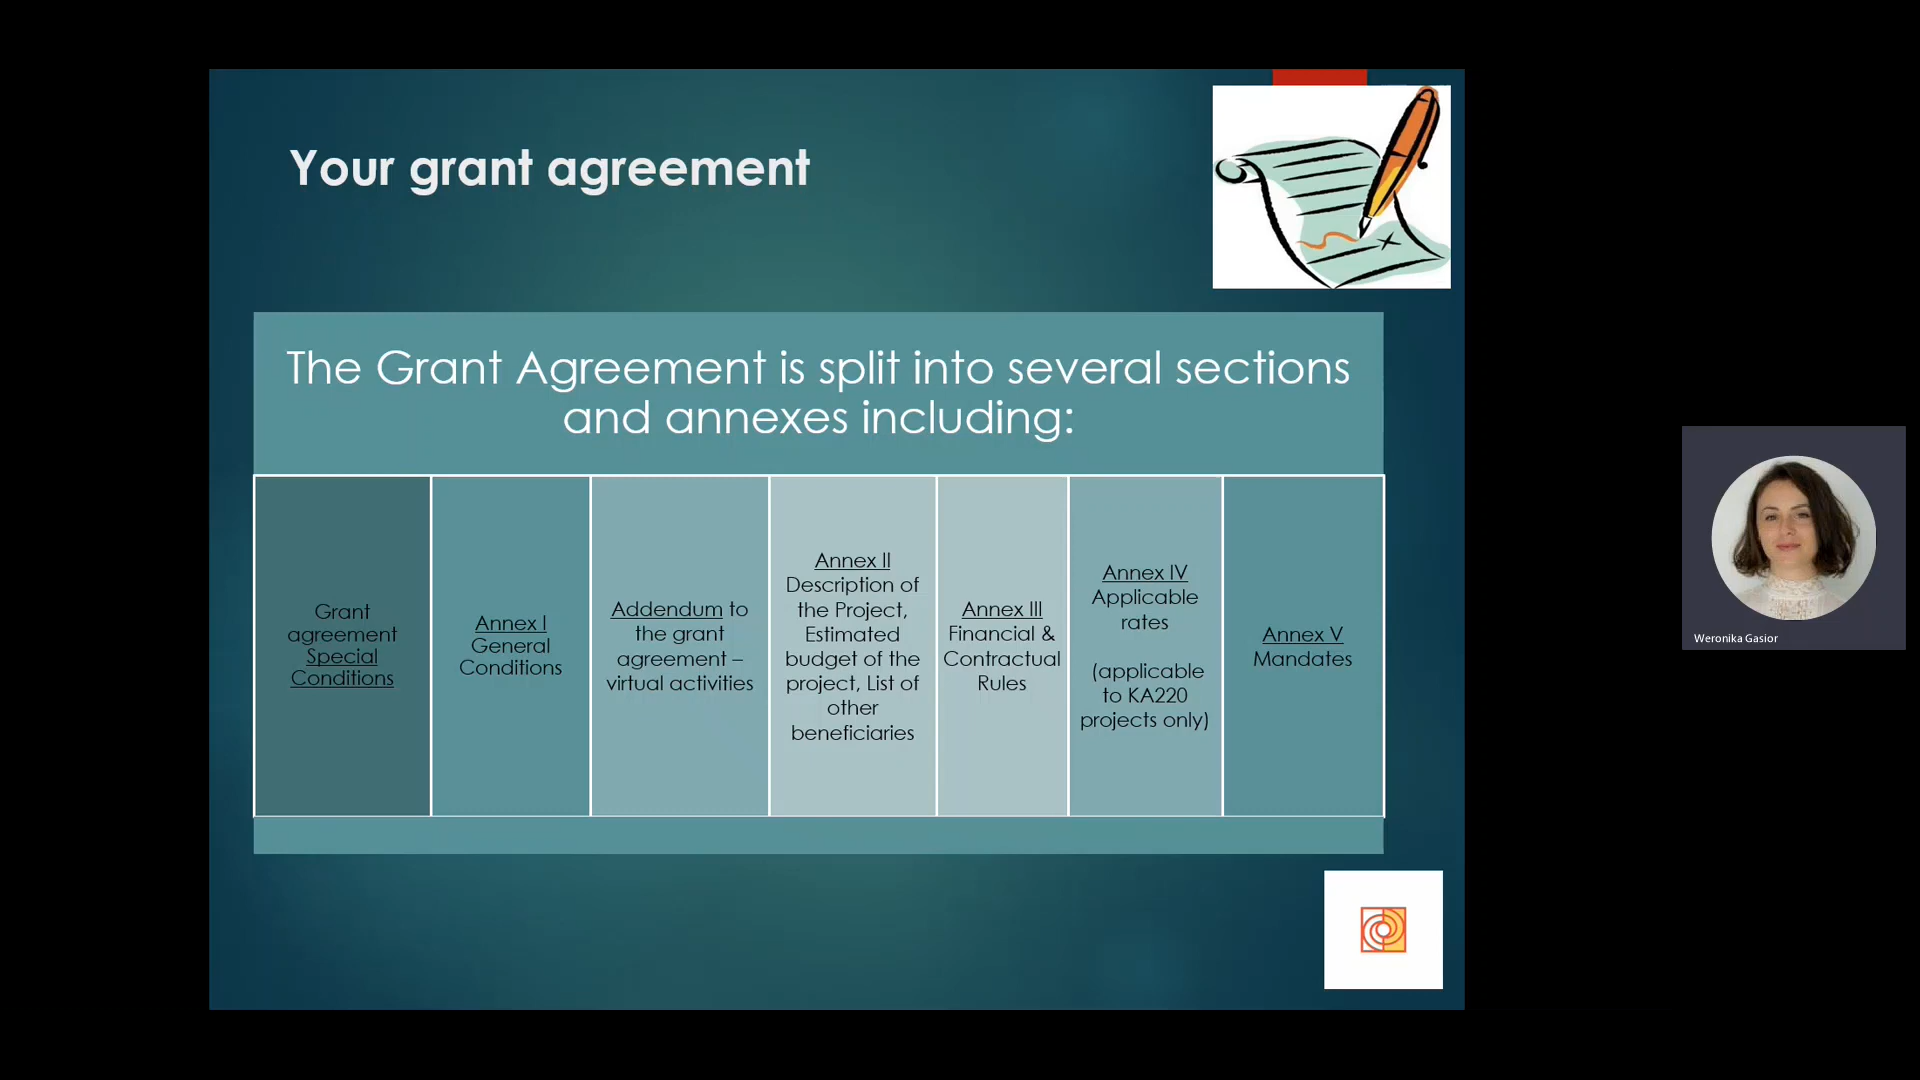 Your grant agreement
The Grant Agreement is split into several sections
and annexes including:
Grant
agreement
Special
Conditions
Annex I
General
Conditions
Addendum to
the grant
agreement –
virtual activities
Annex II
Description of
the Project,
Estimated
budget of the
project, List of
other
beneficiaries
Annex III
Financial &
Contractual
Rules
Annex IV
Applicable
rates
(applicable
to KA220
projects only)
Annex V
Mandates
Weronika Gasior